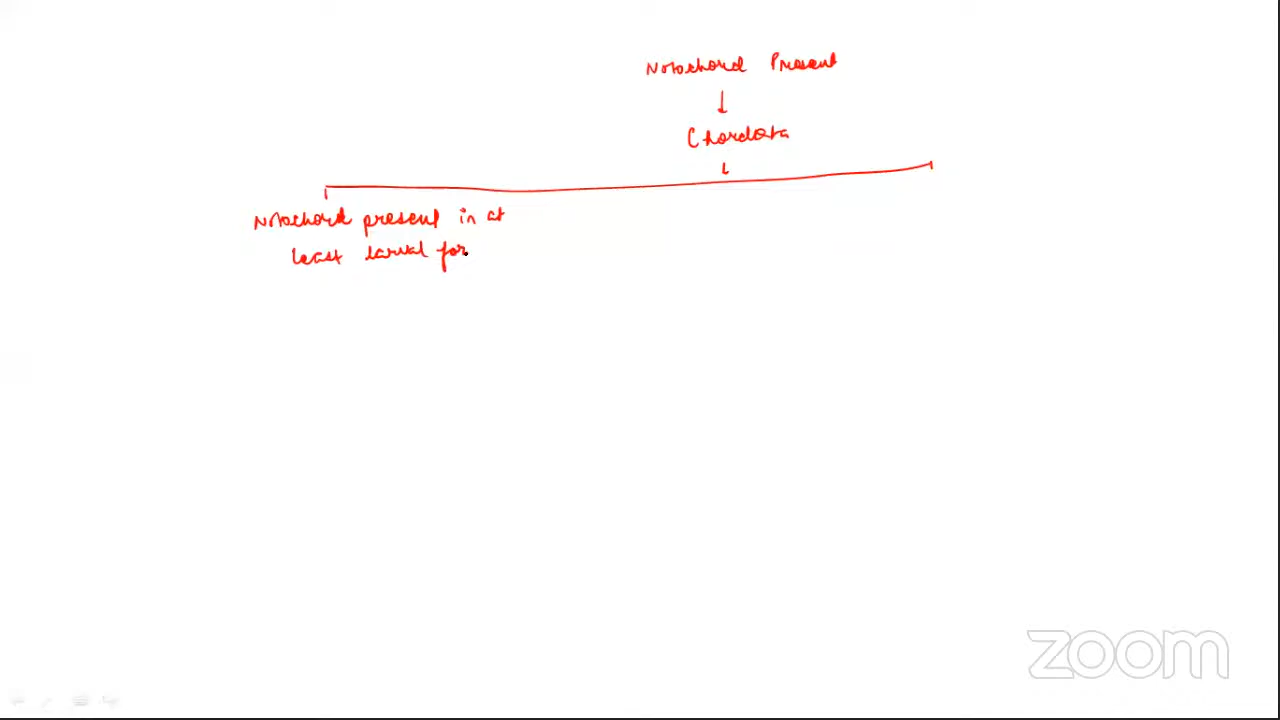 Notochord Present
Chordata
Notochord present in at
least larval for
zoom